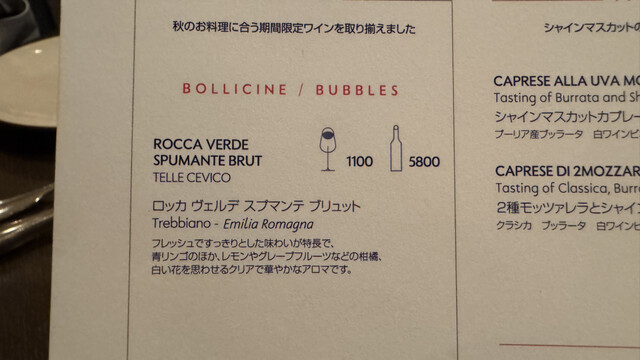 秋のお料理に合う期間限定ワインを取り揃えました
BOLLICINE / BUBBLES
ROCCA VERDE
SPUMANTE BRUT
1100
5800
TELLE CEVICO
ロッカ ヴェルデ スプマンテ ブリュット
Trebbiano - Emilia Romagna
フレッシュですっきりとした味わいが特長で、
青リンゴのほか、レモンやグレープフルーツなどの柑橘、
白い花を思わせるクリアで華やかなアロマです。
シャインマスカットの
CAPRESE ALLA UVA MO
Tasting of Burrata and Sh
シャインマスカットカプレー
プーリア産ブッラータ 白ワインビ
CAPRESE DI 2MOZZAR
Tasting of Classica, Burr
2種モッツァレラとシャイン
クラシカ ブッラータ 白ワイン